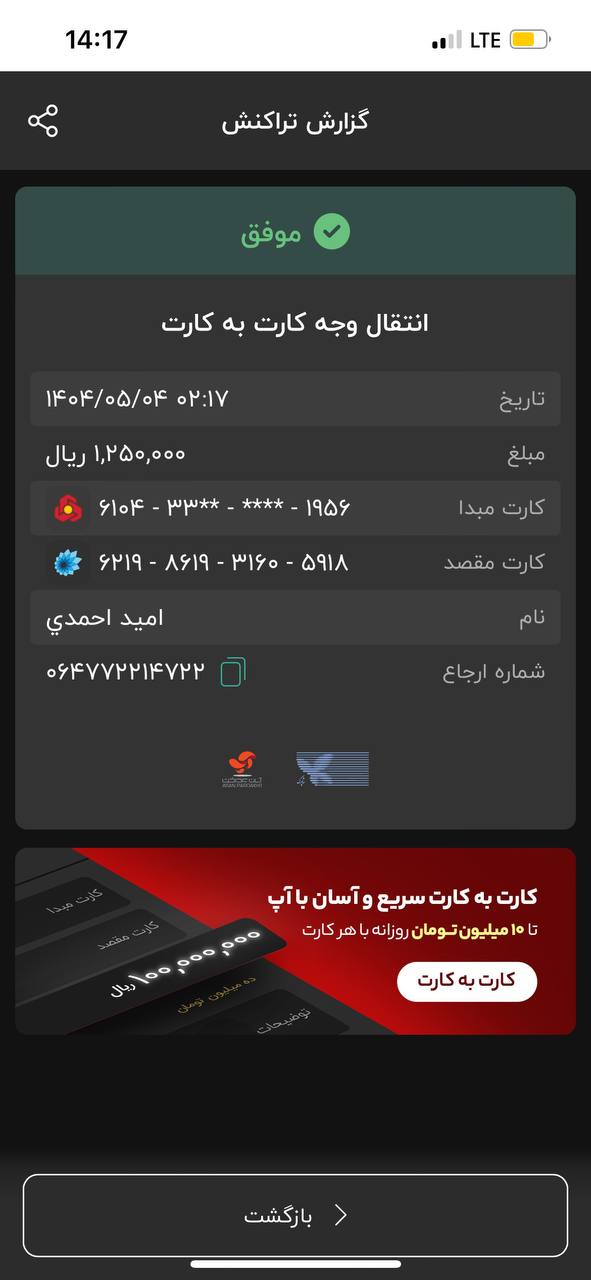 14:17 LTE
گزارش تراکنش
موفق
انتقال وجه کارت به کارت
تاریخ ۱۴۰۴/۰۵/۰۴ ۰۲:۱۷
مبلغ ۱,۲۵۰,۰۰۰ ریال
کارت مبدا ۶۱۰۴ - ۳۳** - **** - ۱۹۵۶
کارت مقصد ۶۲۱۹ - ۸۶۱۹ - ۳۱۶۰ - ۵۹۱۸
نام امید احمدي
شماره ارجاع ۰۶۴۷۷۲۲۱۴۷۲۲
کارت به کارت سریع و آسان با آپ
تا ۱۰ میلیون تومان روزانه با هر کارت
کارت به کارت
کارت مبدا
کارت مقصد
۱۰۰,۰۰۰,۰۰۰ ریال
ده میلیون تومان
توضیحات
بازگشت